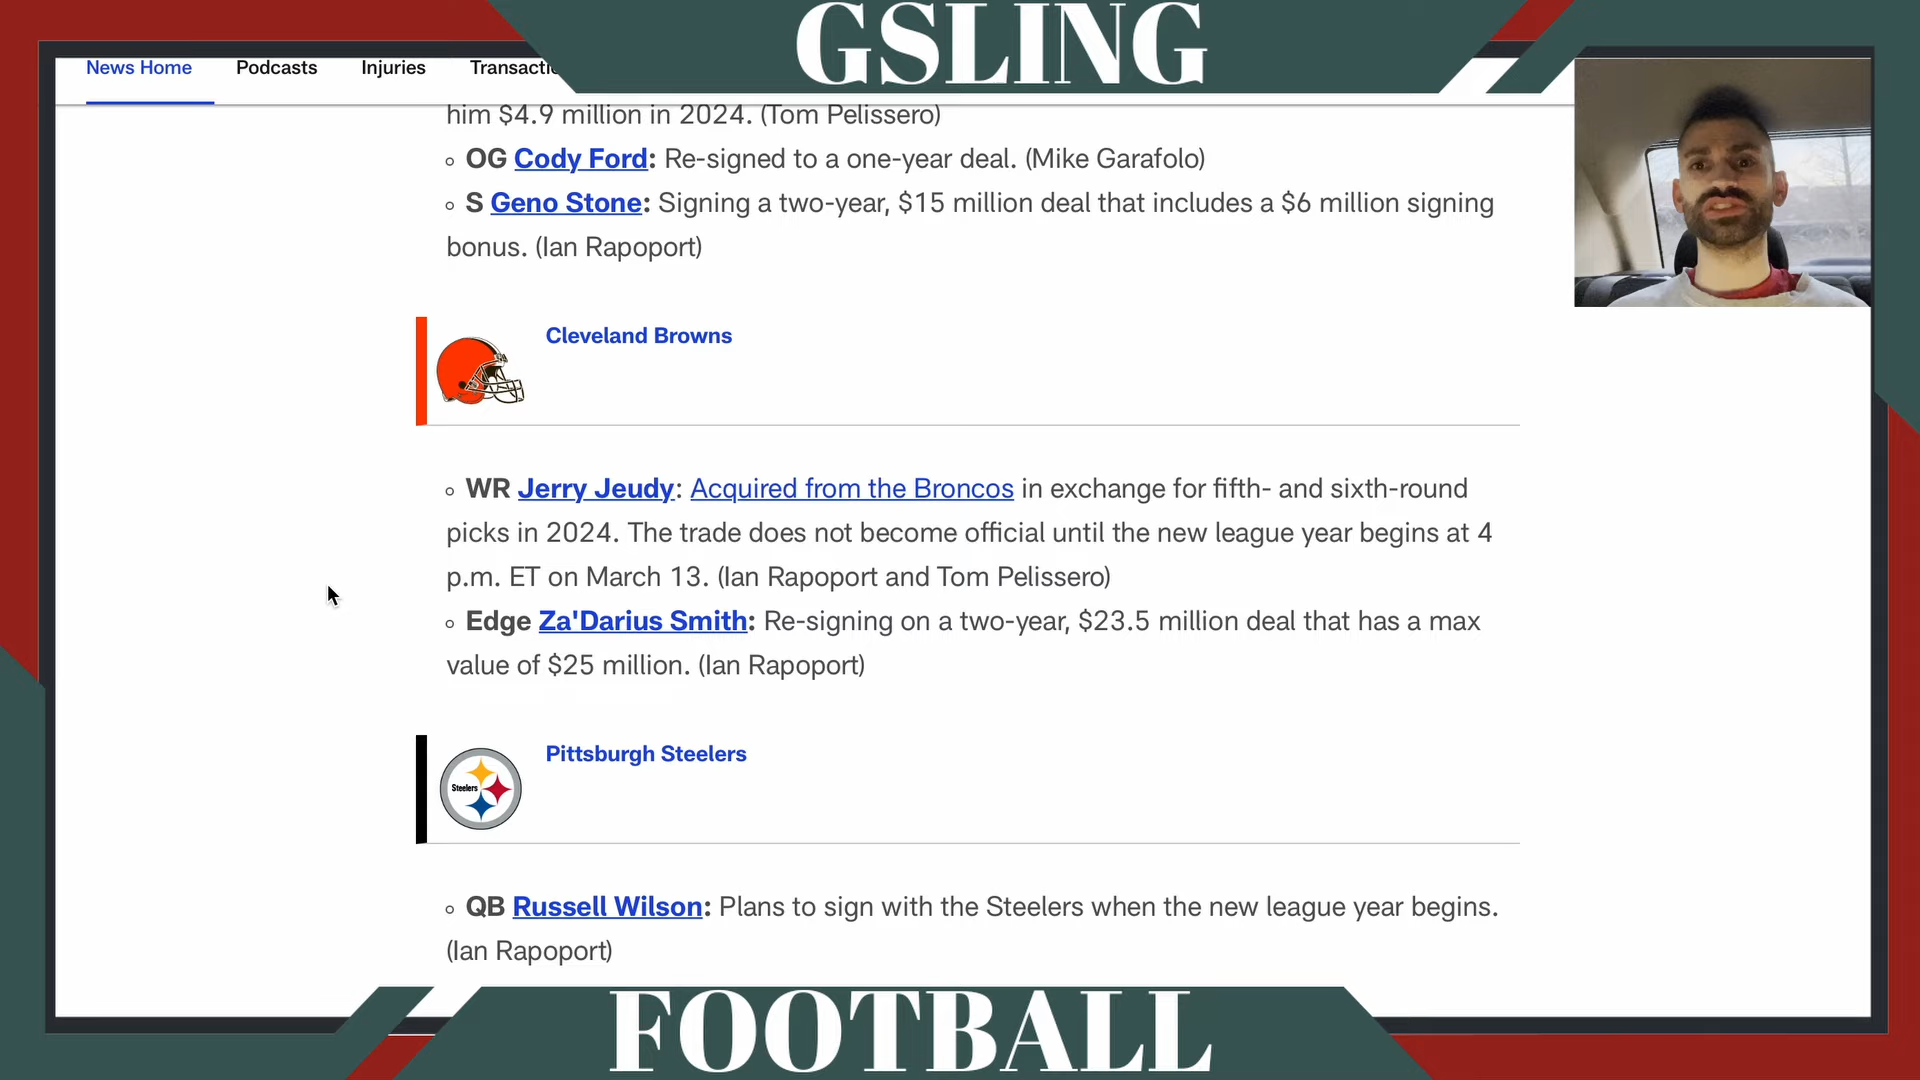 GSLING
News Home Podcasts Injuries Transactio
him $4.9 million in 2024. (Tom Pelissero)
OG Cody Ford: Re-signed to a one-year deal. (Mike Garafolo)
S Geno Stone: Signing a two-year, $15 million deal that includes a $6 million signing
bonus. (Ian Rapoport)
Cleveland Browns
WR Jerry Jeudy: Acquired from the Broncos in exchange for fifth- and sixth-round
picks in 2024. The trade does not become official until the new league year begins at 4
p.m. ET on March 13. (Ian Rapoport and Tom Pelissero)
Edge Za'Darius Smith: Re-signing on a two-year, $23.5 million deal that has a max
value of $25 million. (Ian Rapoport)
Pittsburgh Steelers
Steelers
QB Russell Wilson: Plans to sign with the Steelers when the new league year begins.
(Ian Rapoport)
FOOTBALL